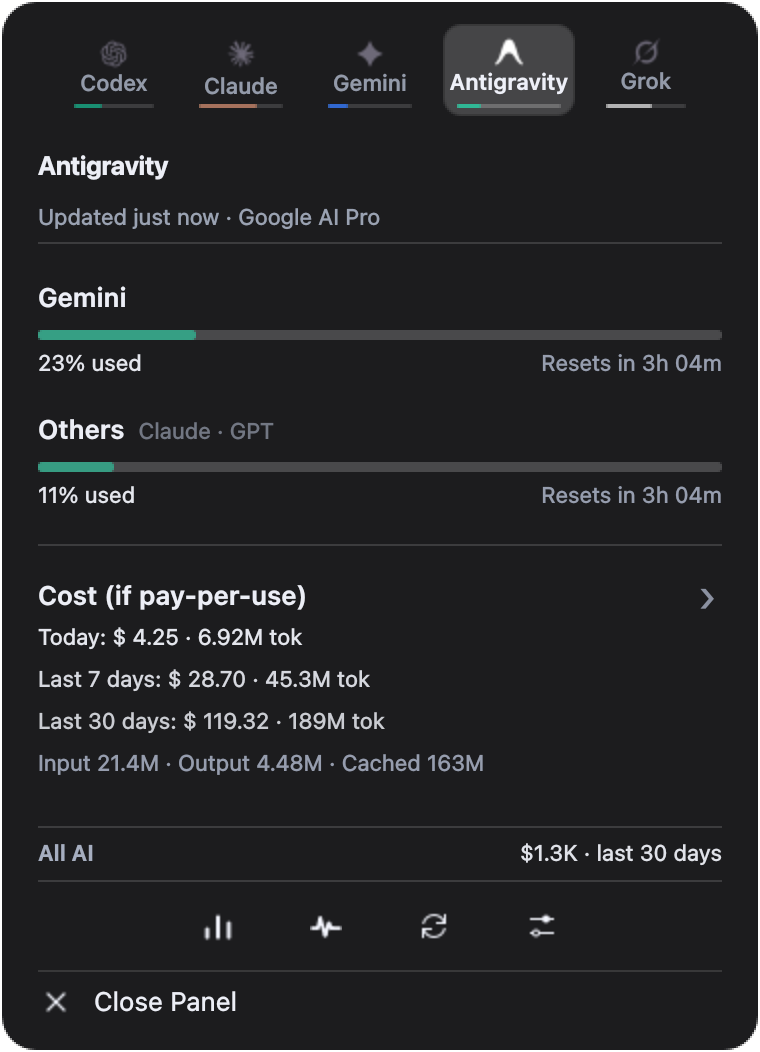 Codex
Claude
Gemini
Antigravity
Grok
Antigravity
Updated just now · Google AI Pro
Gemini
23% used
Resets in 3h 04m
Others Claude · GPT
11% used
Resets in 3h 04m
Cost (if pay-per-use)
Today: $ 4.25 · 6.92M tok
Last 7 days: $ 28.70 · 45.3M tok
Last 30 days: $ 119.32 · 189M tok
Input 21.4M · Output 4.48M · Cached 163M
All AI
$1.3K · last 30 days
Close Panel